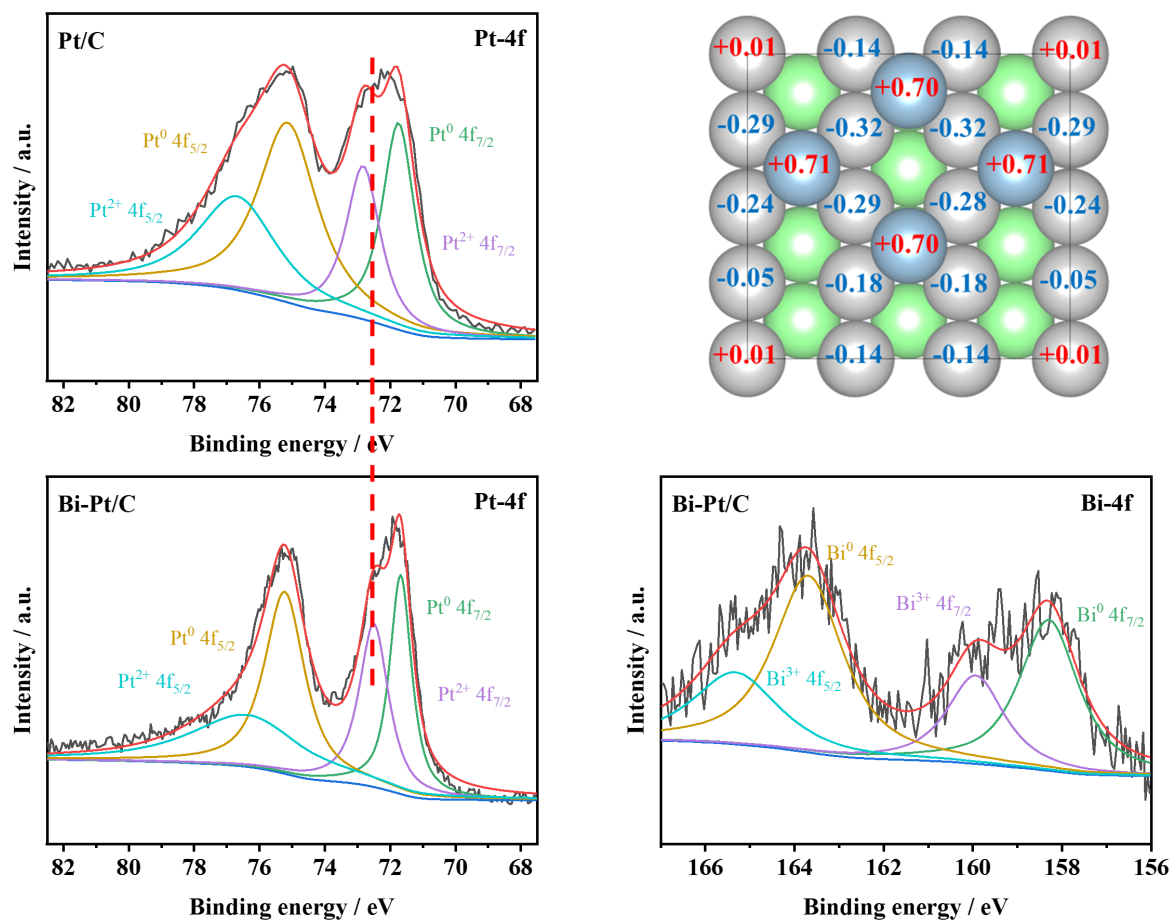 Pt/C Pt-4f
Pt⁰ 4f₅/₂
Pt⁰ 4f₇/₂
Pt²⁺ 4f₅/₂
Pt²⁺ 4f₇/₂
Intensity / a.u.
82 80 78 76 75 74 73 72 71 70 68
Binding energy / eV
+0.01 -0.14 -0.14 +0.01
+0.70
-0.29 -0.32 -0.32 -0.29
+0.71 +0.71
-0.24 -0.29 -0.28 -0.24
+0.70
-0.05 -0.18 -0.18 -0.05
+0.01 -0.14 -0.14 +0.01
Bi-Pt/C Pt-4f
Pt⁰ 4f₇/₂
Pt⁰ 4f₅/₂
Pt²⁺ 4f₅/₂
Pt²⁺ 4f₇/₂
Intensity / a.u.
82 80 78 76 75 74 73 72 71 70 68
Binding energy / eV
Bi-Pt/C Bi-4f
Bi⁰ 4f₅/₂
Bi³⁺ 4f₇/₂
Bi⁰ 4f₇/₂
Bi³⁺ 4f₅/₂
Intensity / a.u.
166 164 162 160 158 156
Binding energy / eV